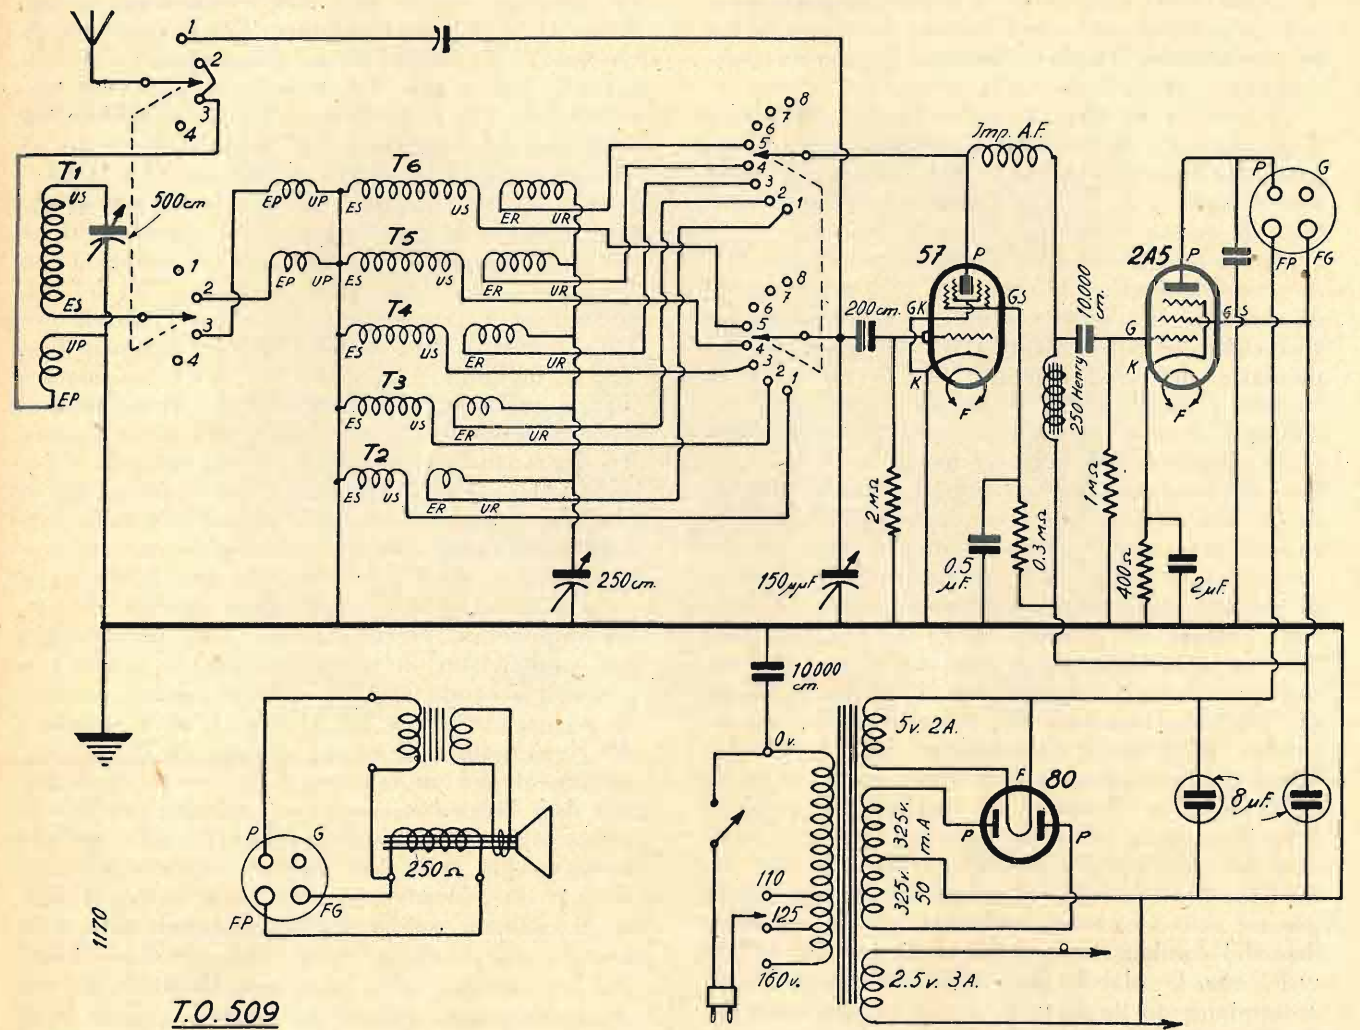 1
2
3
4
T1
US
500cm
ES
UP
EP
1
2
3
4
EP UP
ES
T6
US
ER UR
EP UP
ES
T5
US
ER UR
T4
ES
US
ER UR
T3
ES
US
ER UR
T2
ES US
ER UR
8
7
6
5
4
3
2
1
8
7
6
5
4
3
2
1
250cm.
150μμF
200cm.
2MΩ
57
P
GK
GS
K
F
0.5
μF.
0.3MΩ
Imp. A.F.
10.000
cm.
250 Henry
1MΩ
2A5
P
G
G S
K
F
400Ω
2μF.
P
G
FP
FG
10000
cm.
0v.
110
125
160v.
5v. 2A.
325v.
m.A
325v.
50
2.5v. 3A.
F
80
P
P
8μF.
P
G
FP
FG
250Ω
1170
T.O. 509